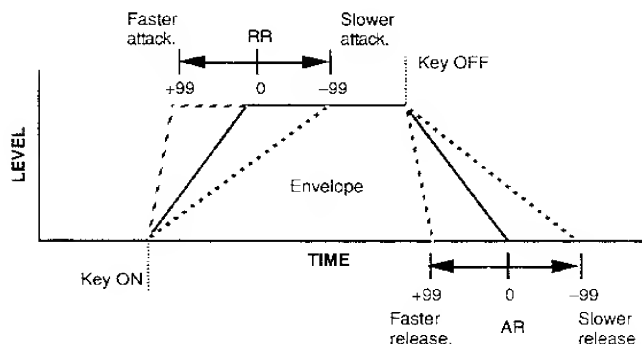 Faster attack.
RR
Slower attack.
Key OFF
+99
0
−99
LEVEL
Envelope
TIME
Key ON
+99
0
−99
Faster release.
AR
Slower release